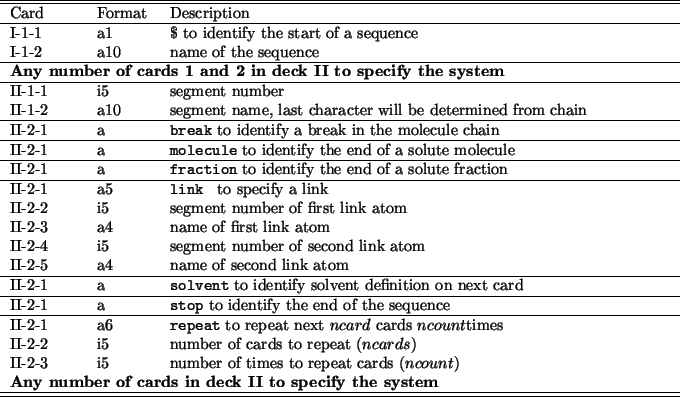 Card Format Description
I-1-1 a1 $ to identify the start of a sequence
I-1-2 a10 name of the sequence
Any number of cards 1 and 2 in deck II to specify the system
II-1-1 i5 segment number
II-1-2 a10 segment name, last character will be determined from chain
II-2-1 a break to identify a break in the molecule chain
II-2-1 a molecule to identify the end of a solute molecule
II-2-1 a fraction to identify the end of a solute fraction
II-2-1 a5 link to specify a link
II-2-2 i5 segment number of first link atom
II-2-3 a4 name of first link atom
II-2-4 i5 segment number of second link atom
II-2-5 a4 name of second link atom
II-2-1 a solvent to identify solvent definition on next card
II-2-1 a stop to identify the end of the sequence
II-2-1 a6 repeat to repeat next ncard cards ncounttimes
II-2-2 i5 number of cards to repeat (ncards)
II-2-3 i5 number of times to repeat cards (ncount)
Any number of cards in deck II to specify the system